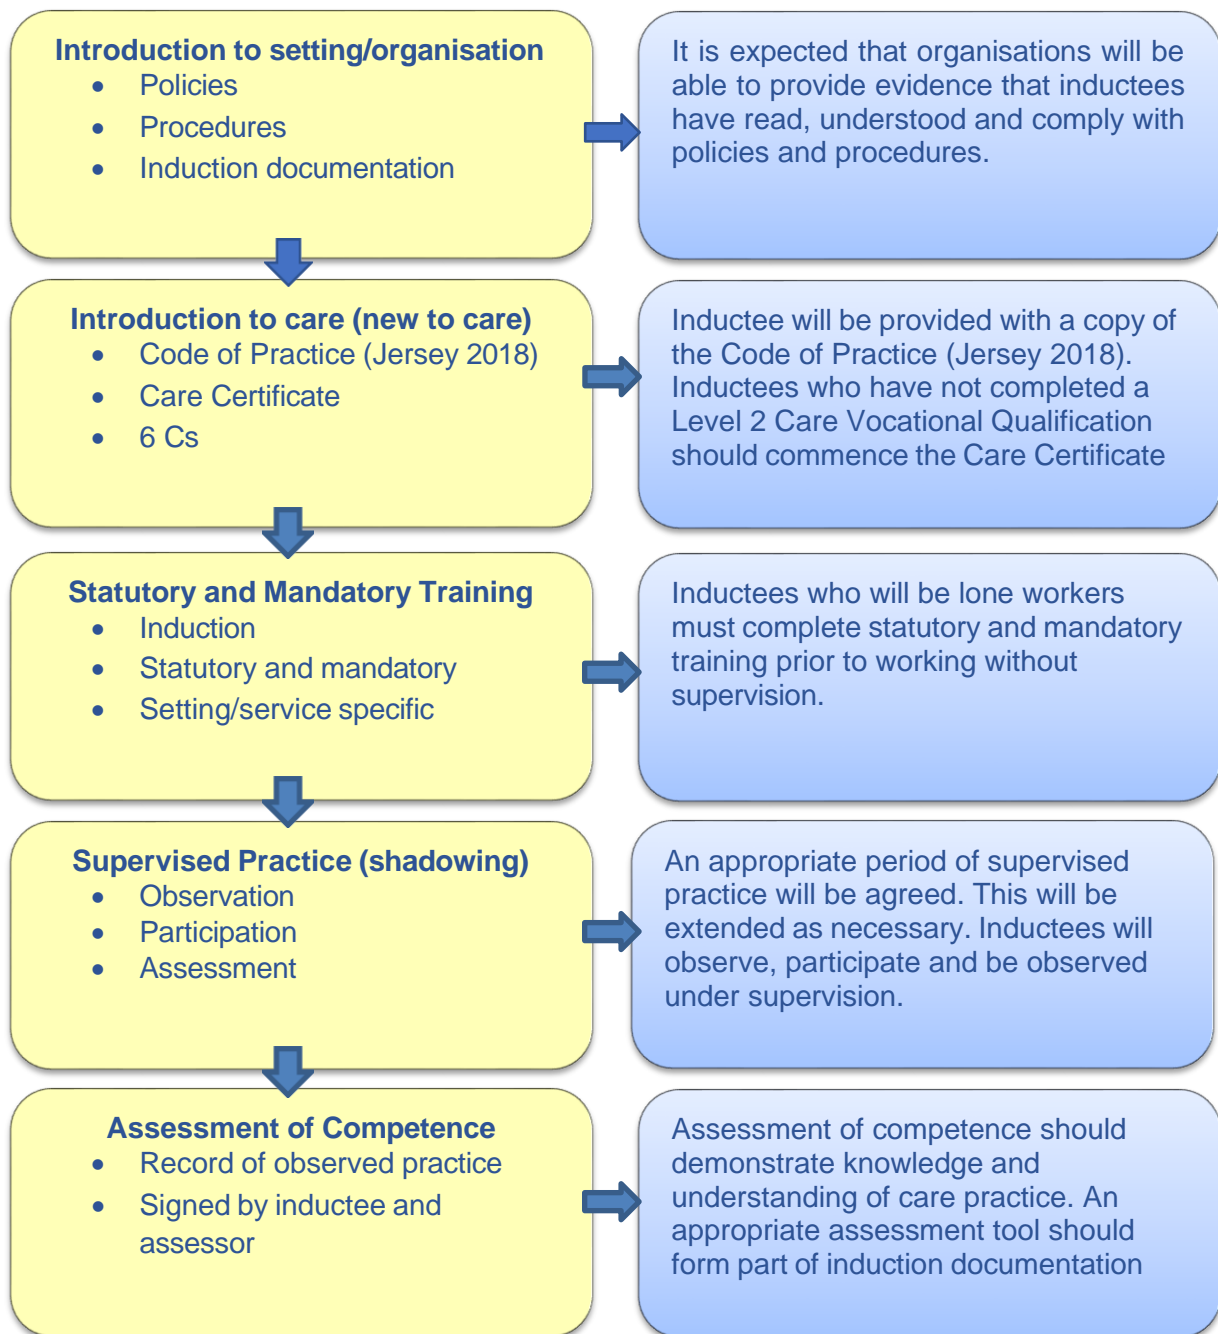 Introduction to setting/organisation
• Policies
• Procedures
• Induction documentation
It is expected that organisations will be
able to provide evidence that inductees
have read, understood and comply with
policies and procedures.
Introduction to care (new to care)
• Code of Practice (Jersey 2018)
• Care Certificate
• 6 Cs
Inductee will be provided with a copy of
the Code of Practice (Jersey 2018).
Inductees who have not completed a
Level 2 Care Vocational Qualification
should commence the Care Certificate
Statutory and Mandatory Training
• Induction
• Statutory and mandatory
• Setting/service specific
Inductees who will be lone workers
must complete statutory and mandatory
training prior to working without
supervision.
Supervised Practice (shadowing)
• Observation
• Participation
• Assessment
An appropriate period of supervised
practice will be agreed. This will be
extended as necessary. Inductees will
observe, participate and be observed
under supervision.
Assessment of Competence
• Record of observed practice
• Signed by inductee and
assessor
Assessment of competence should
demonstrate knowledge and
understanding of care practice. An
appropriate assessment tool should
form part of induction documentation